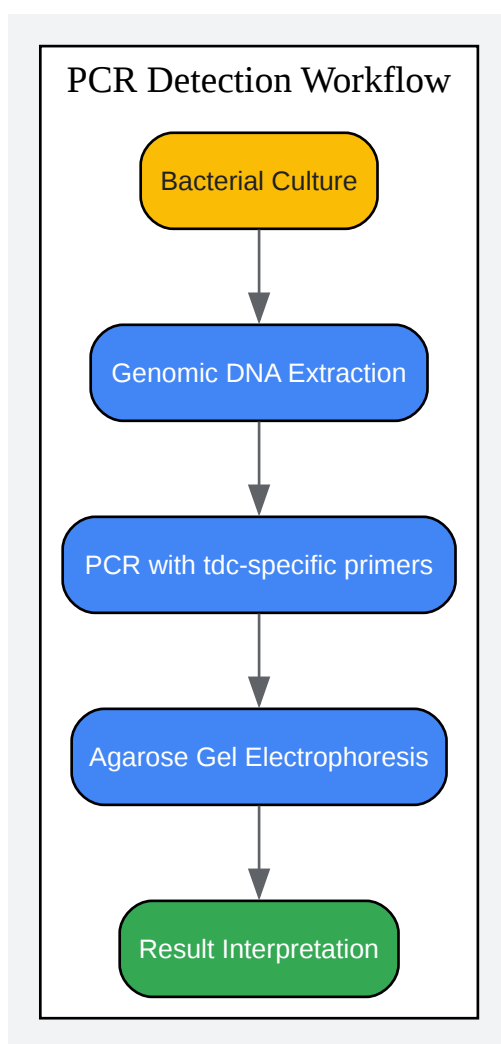 PCR Detection Workflow
Bacterial Culture
Genomic DNA Extraction
PCR with tdc-specific primers
Agarose Gel Electrophoresis
Result Interpretation